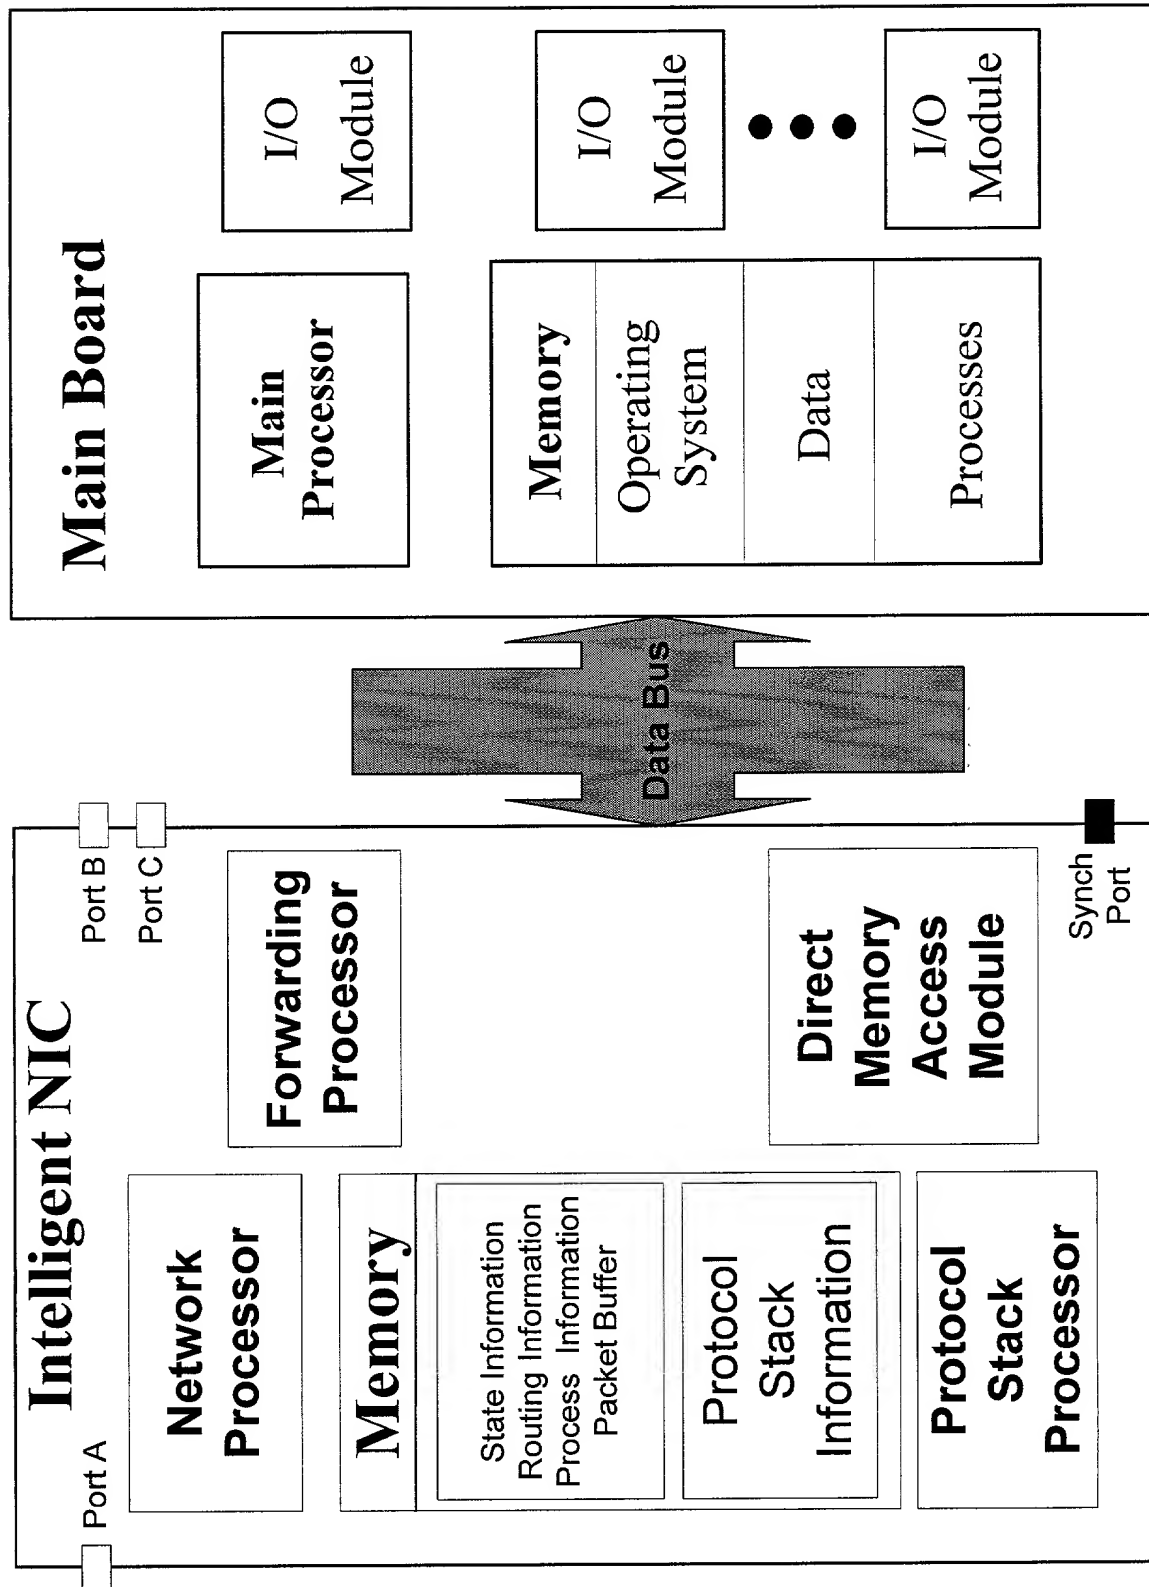 Intelligent NIC
Port A
Port B
Port C
Network
Processor
Forwarding
Processor
Memory
State Information
Routing Information
Process Information
Packet Buffer
Protocol
Stack
Information
Direct
Memory
Access
Module
Protocol
Stack
Processor
Synch
Port
Data Bus
Main Board
Main
Processor
I/O
Module
Memory
Operating
System
Data
Processes
I/O
Module
I/O
Module